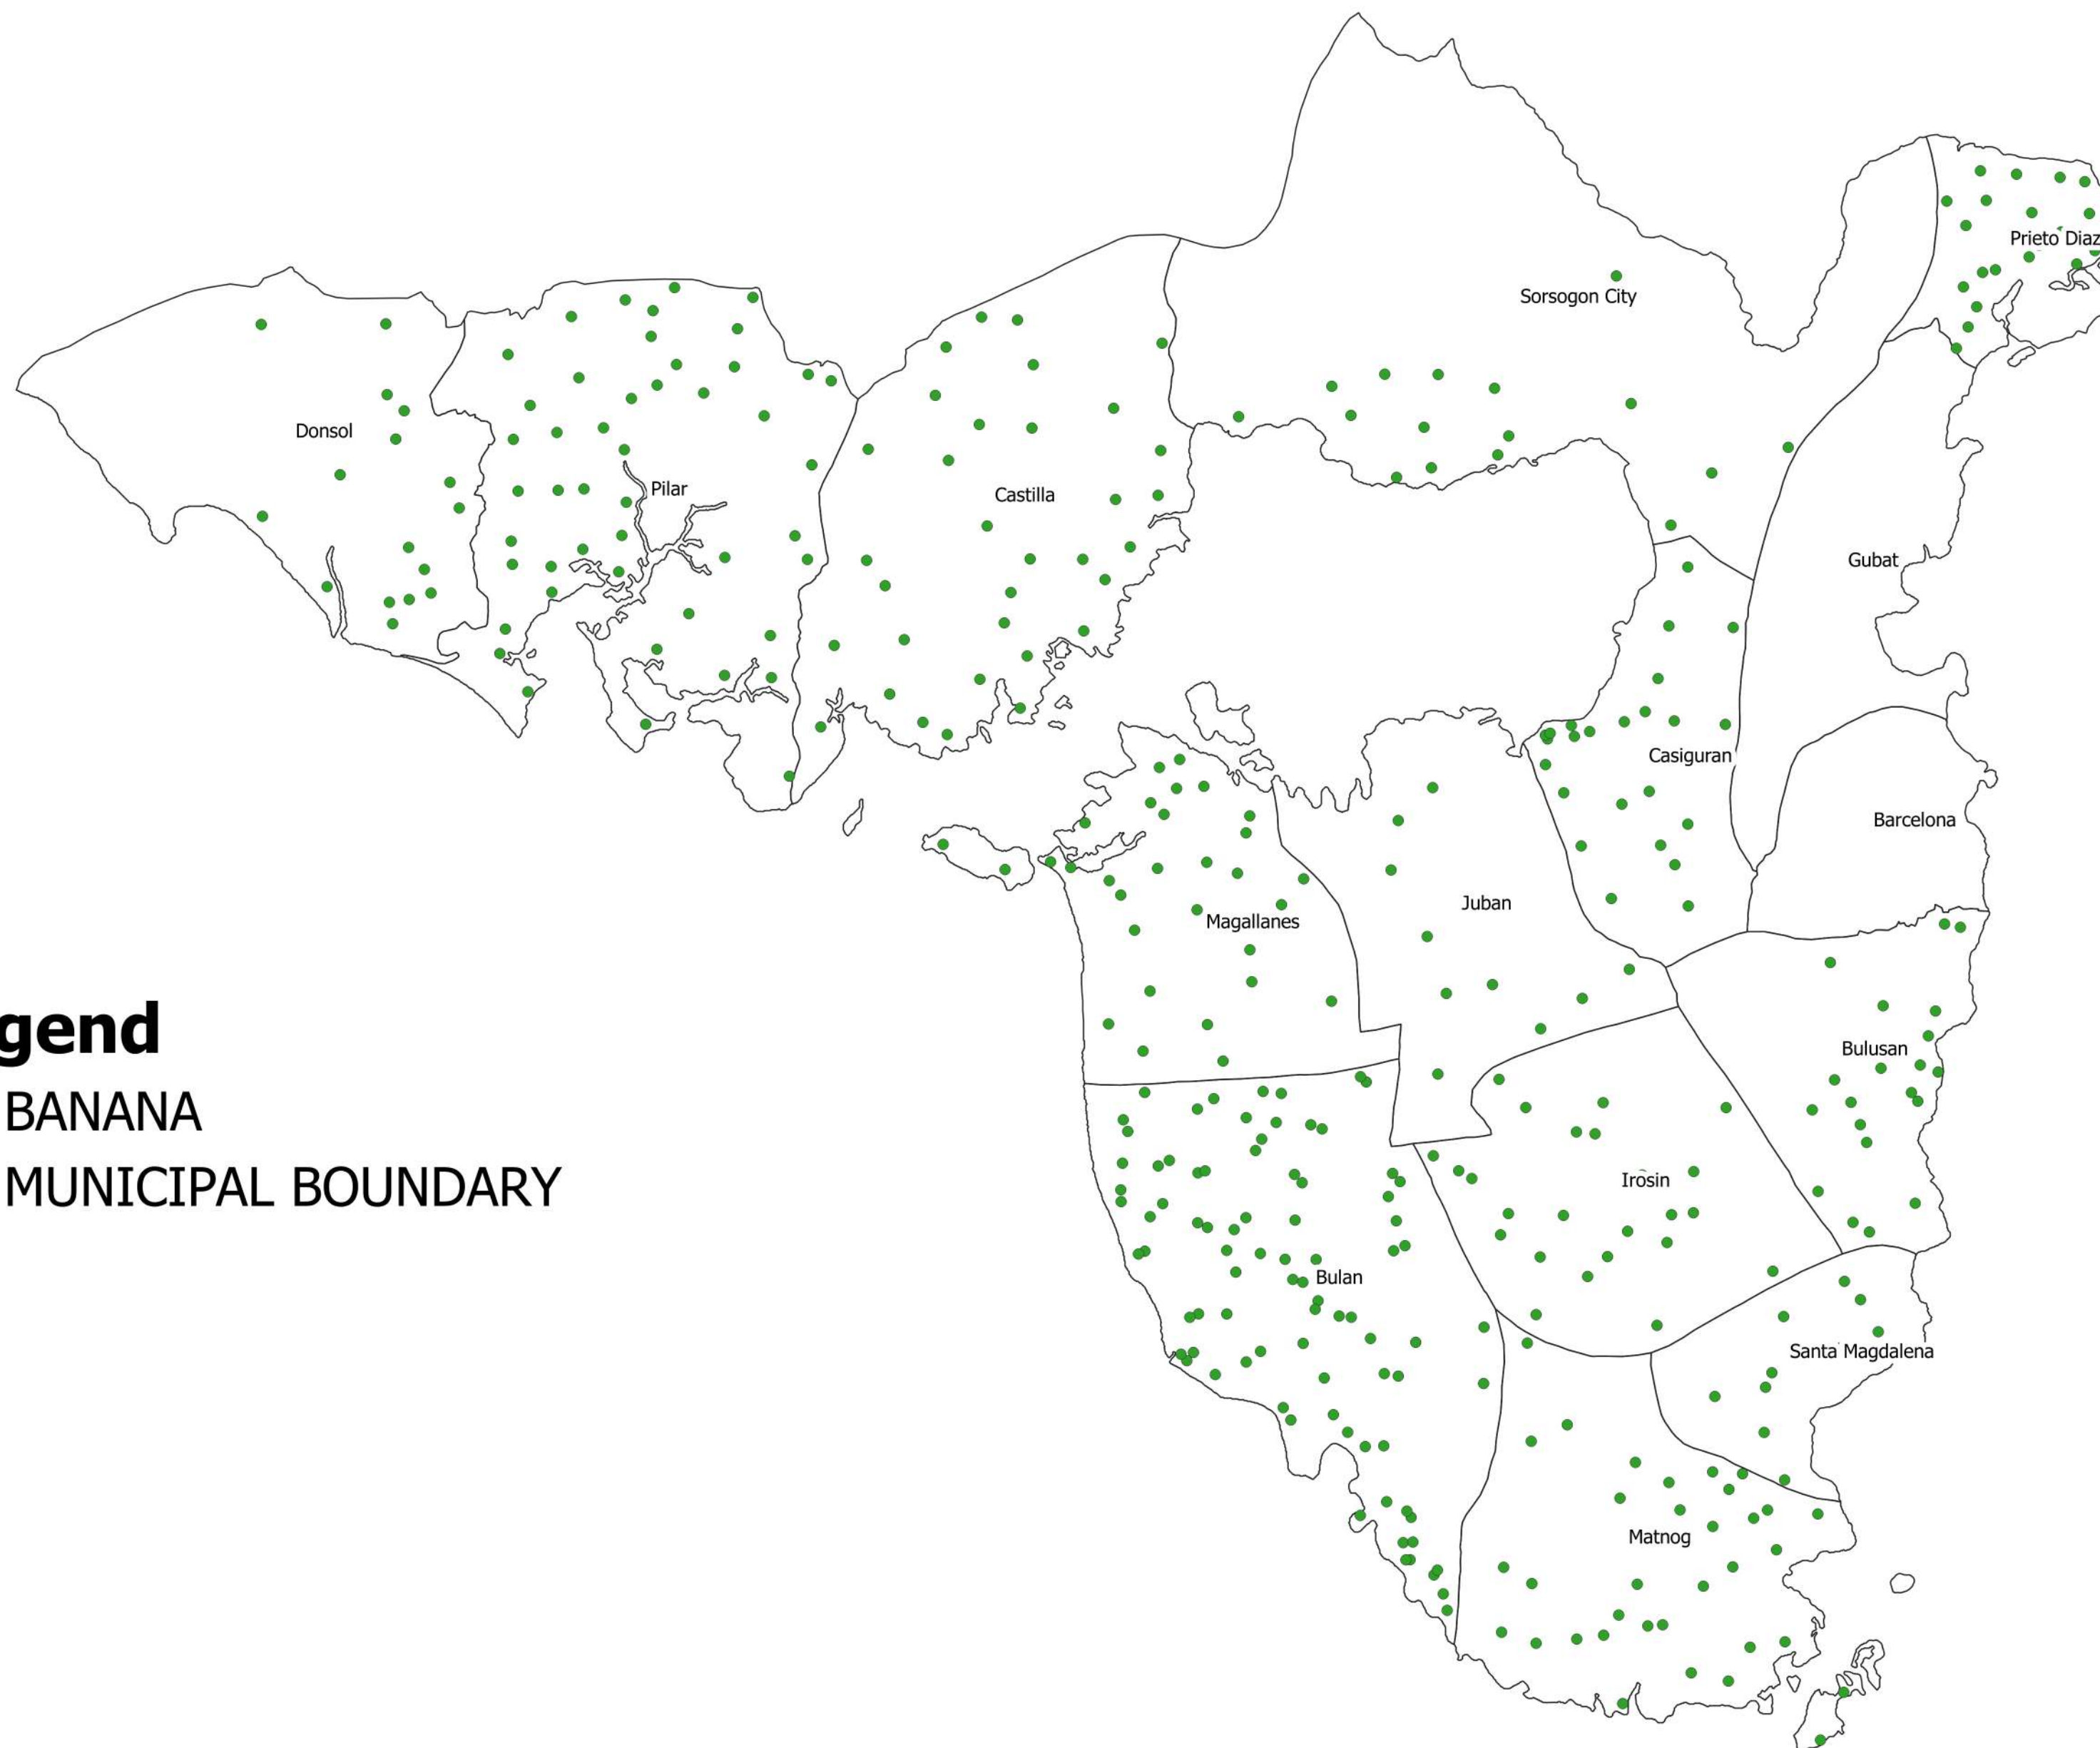 Prieto Diaz
Sorsogon City
Donsol
Pilar
Castilla
Gubat
Casiguran
Barcelona
Juban
Magallanes
gend
BANANA
MUNICIPAL BOUNDARY
Bulusan
Irosin
Bulan
Santa Magdalena
Matnog